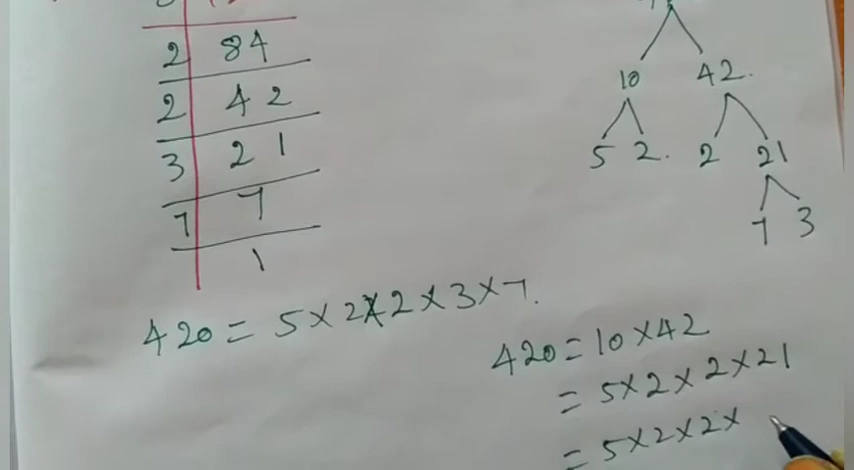 2 84
2 42
3 21
7 7
1
420 = 5 × 2 × 2 × 3 × 7.
10 42.
5 2. 2 21
7 3
420 = 10 × 42
= 5 × 2 × 2 × 21
= 5 × 2 × 2 ×